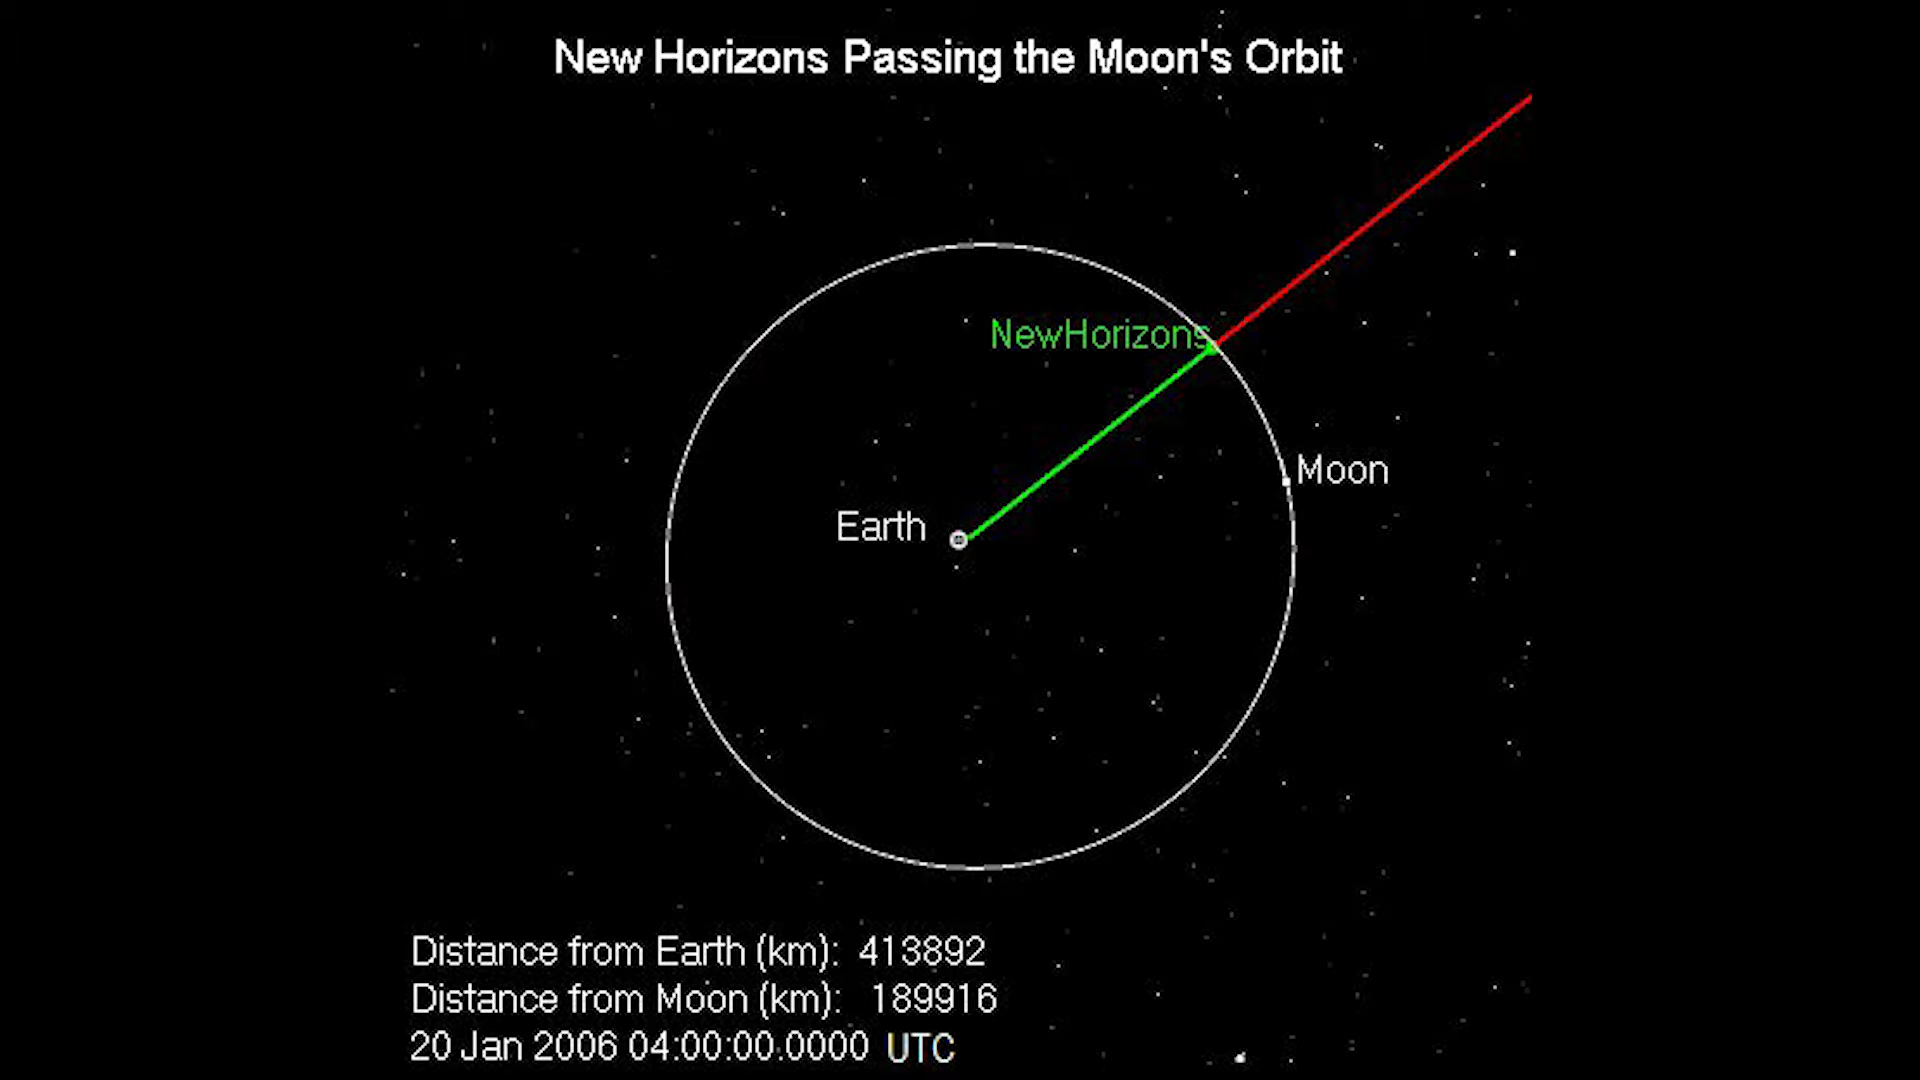 New Horizons Passing the Moon's Orbit
NewHorizons
Moon
Earth
Distance from Earth (km): 413892
Distance from Moon (km): 189916
20 Jan 2006 04:00:00.0000 UTC